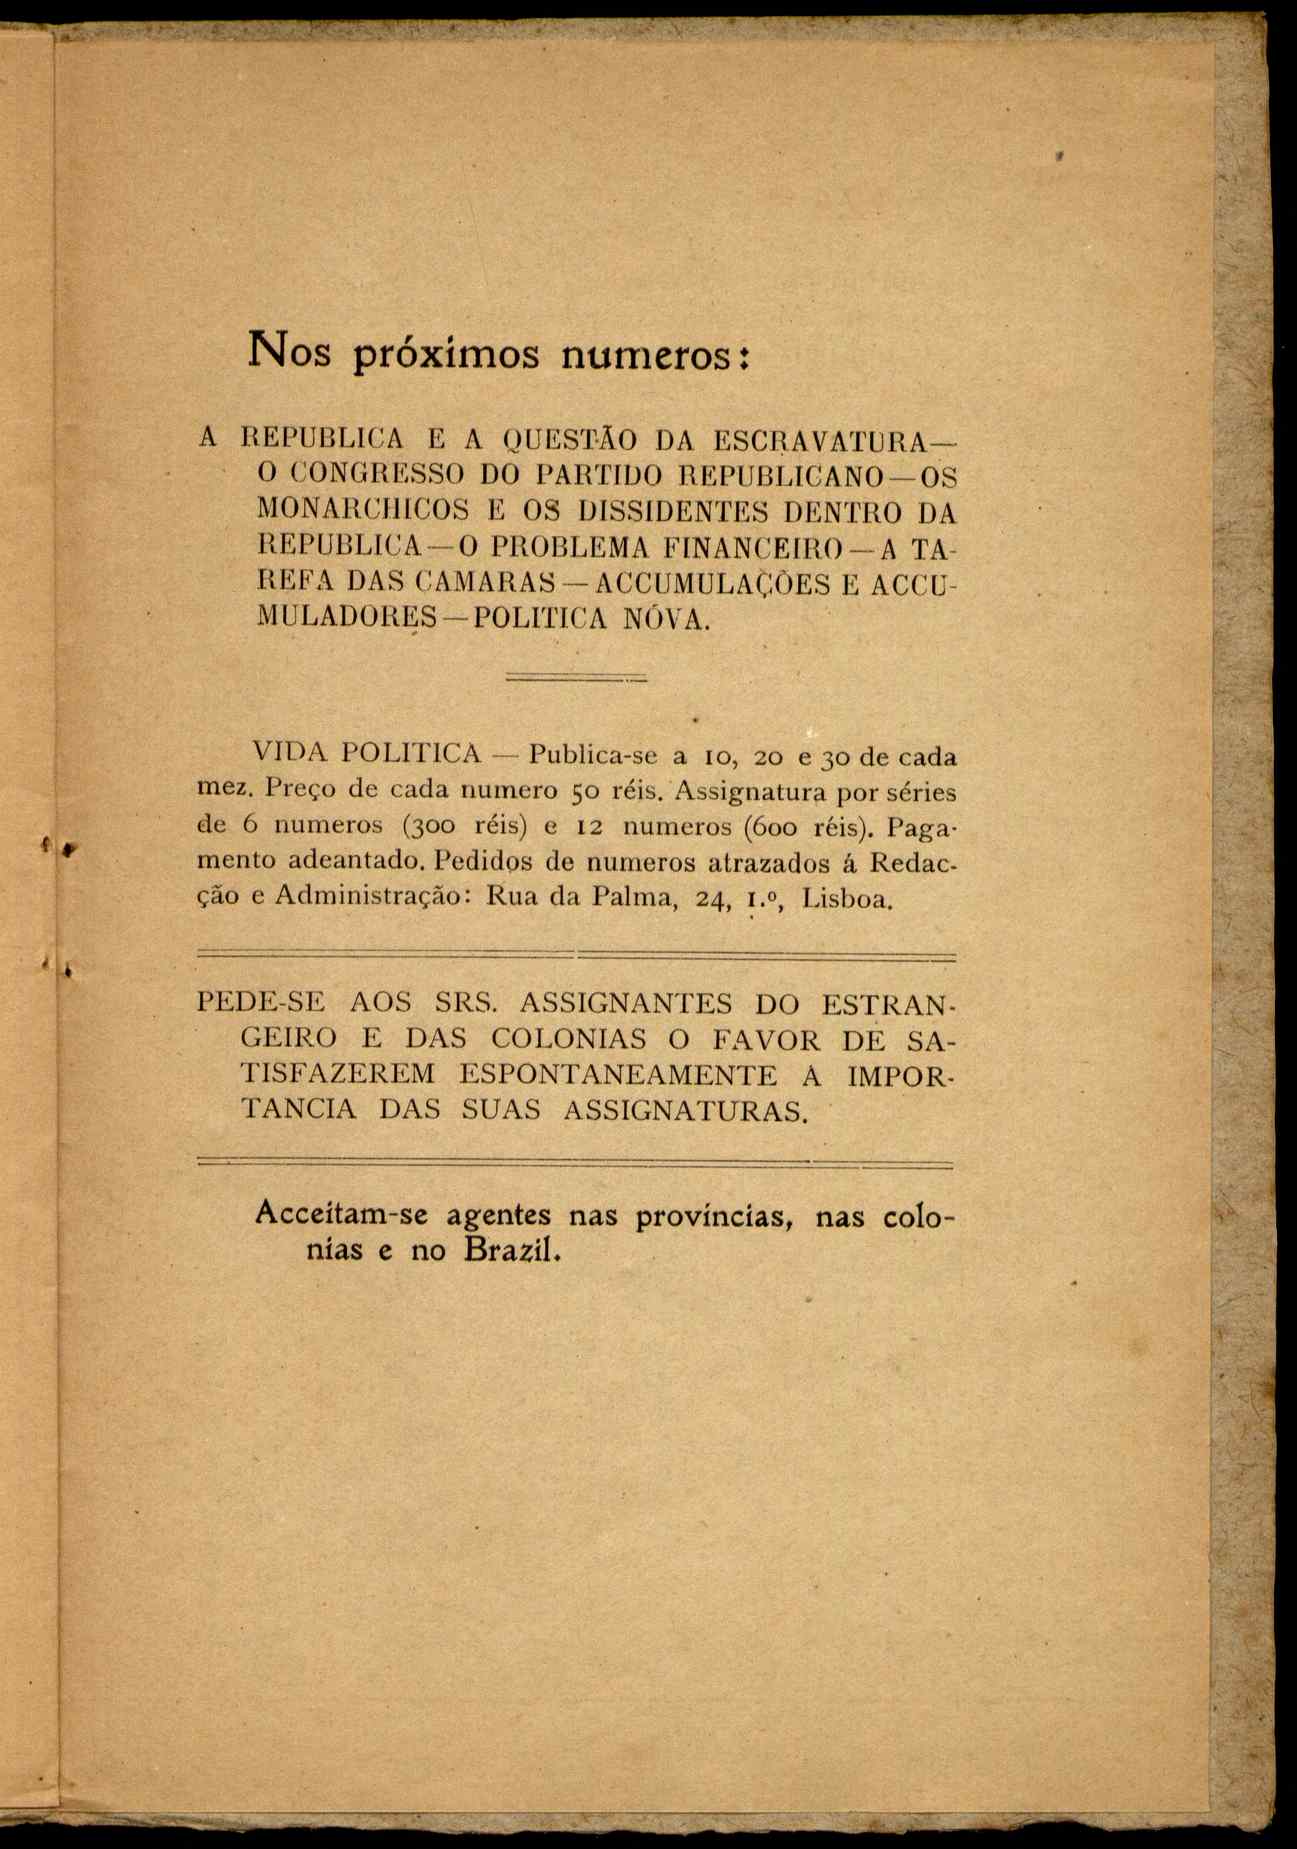 Nos próximos numeros:
A REPUBLICA E A QUESTÃO DA ESCRAVATURA—
O CONGRESSO DO PARTIDO REPUBLICANO—OS
MONARCHICOS E OS DISSIDENTES DENTRO DA
REPUBLICA—O PROBLEMA FINANCEIRO—A TA-
REFA DAS CAMARAS—ACCUMULAÇÕES E ACCU-
MULADORES—POLITICA NÓVA.
VIDA POLITICA — Publica-se a 10, 20 e 30 de cada
mez. Preço de cada numero 50 réis. Assignatura por séries
de 6 numeros (300 réis) e 12 numeros (600 réis). Paga-
mento adeantado. Pedidos de numeros atrazados á Redac-
ção e Administração: Rua da Palma, 24, 1.º, Lisboa.
PEDE-SE AOS SRS. ASSIGNANTES DO ESTRAN-
GEIRO E DAS COLONIAS O FAVOR DE SA-
TISFAZEREM ESPONTANEAMENTE A IMPOR-
TANCIA DAS SUAS ASSIGNATURAS.
Acceitam-se agentes nas províncias, nas colo-
nias e no Brazil.